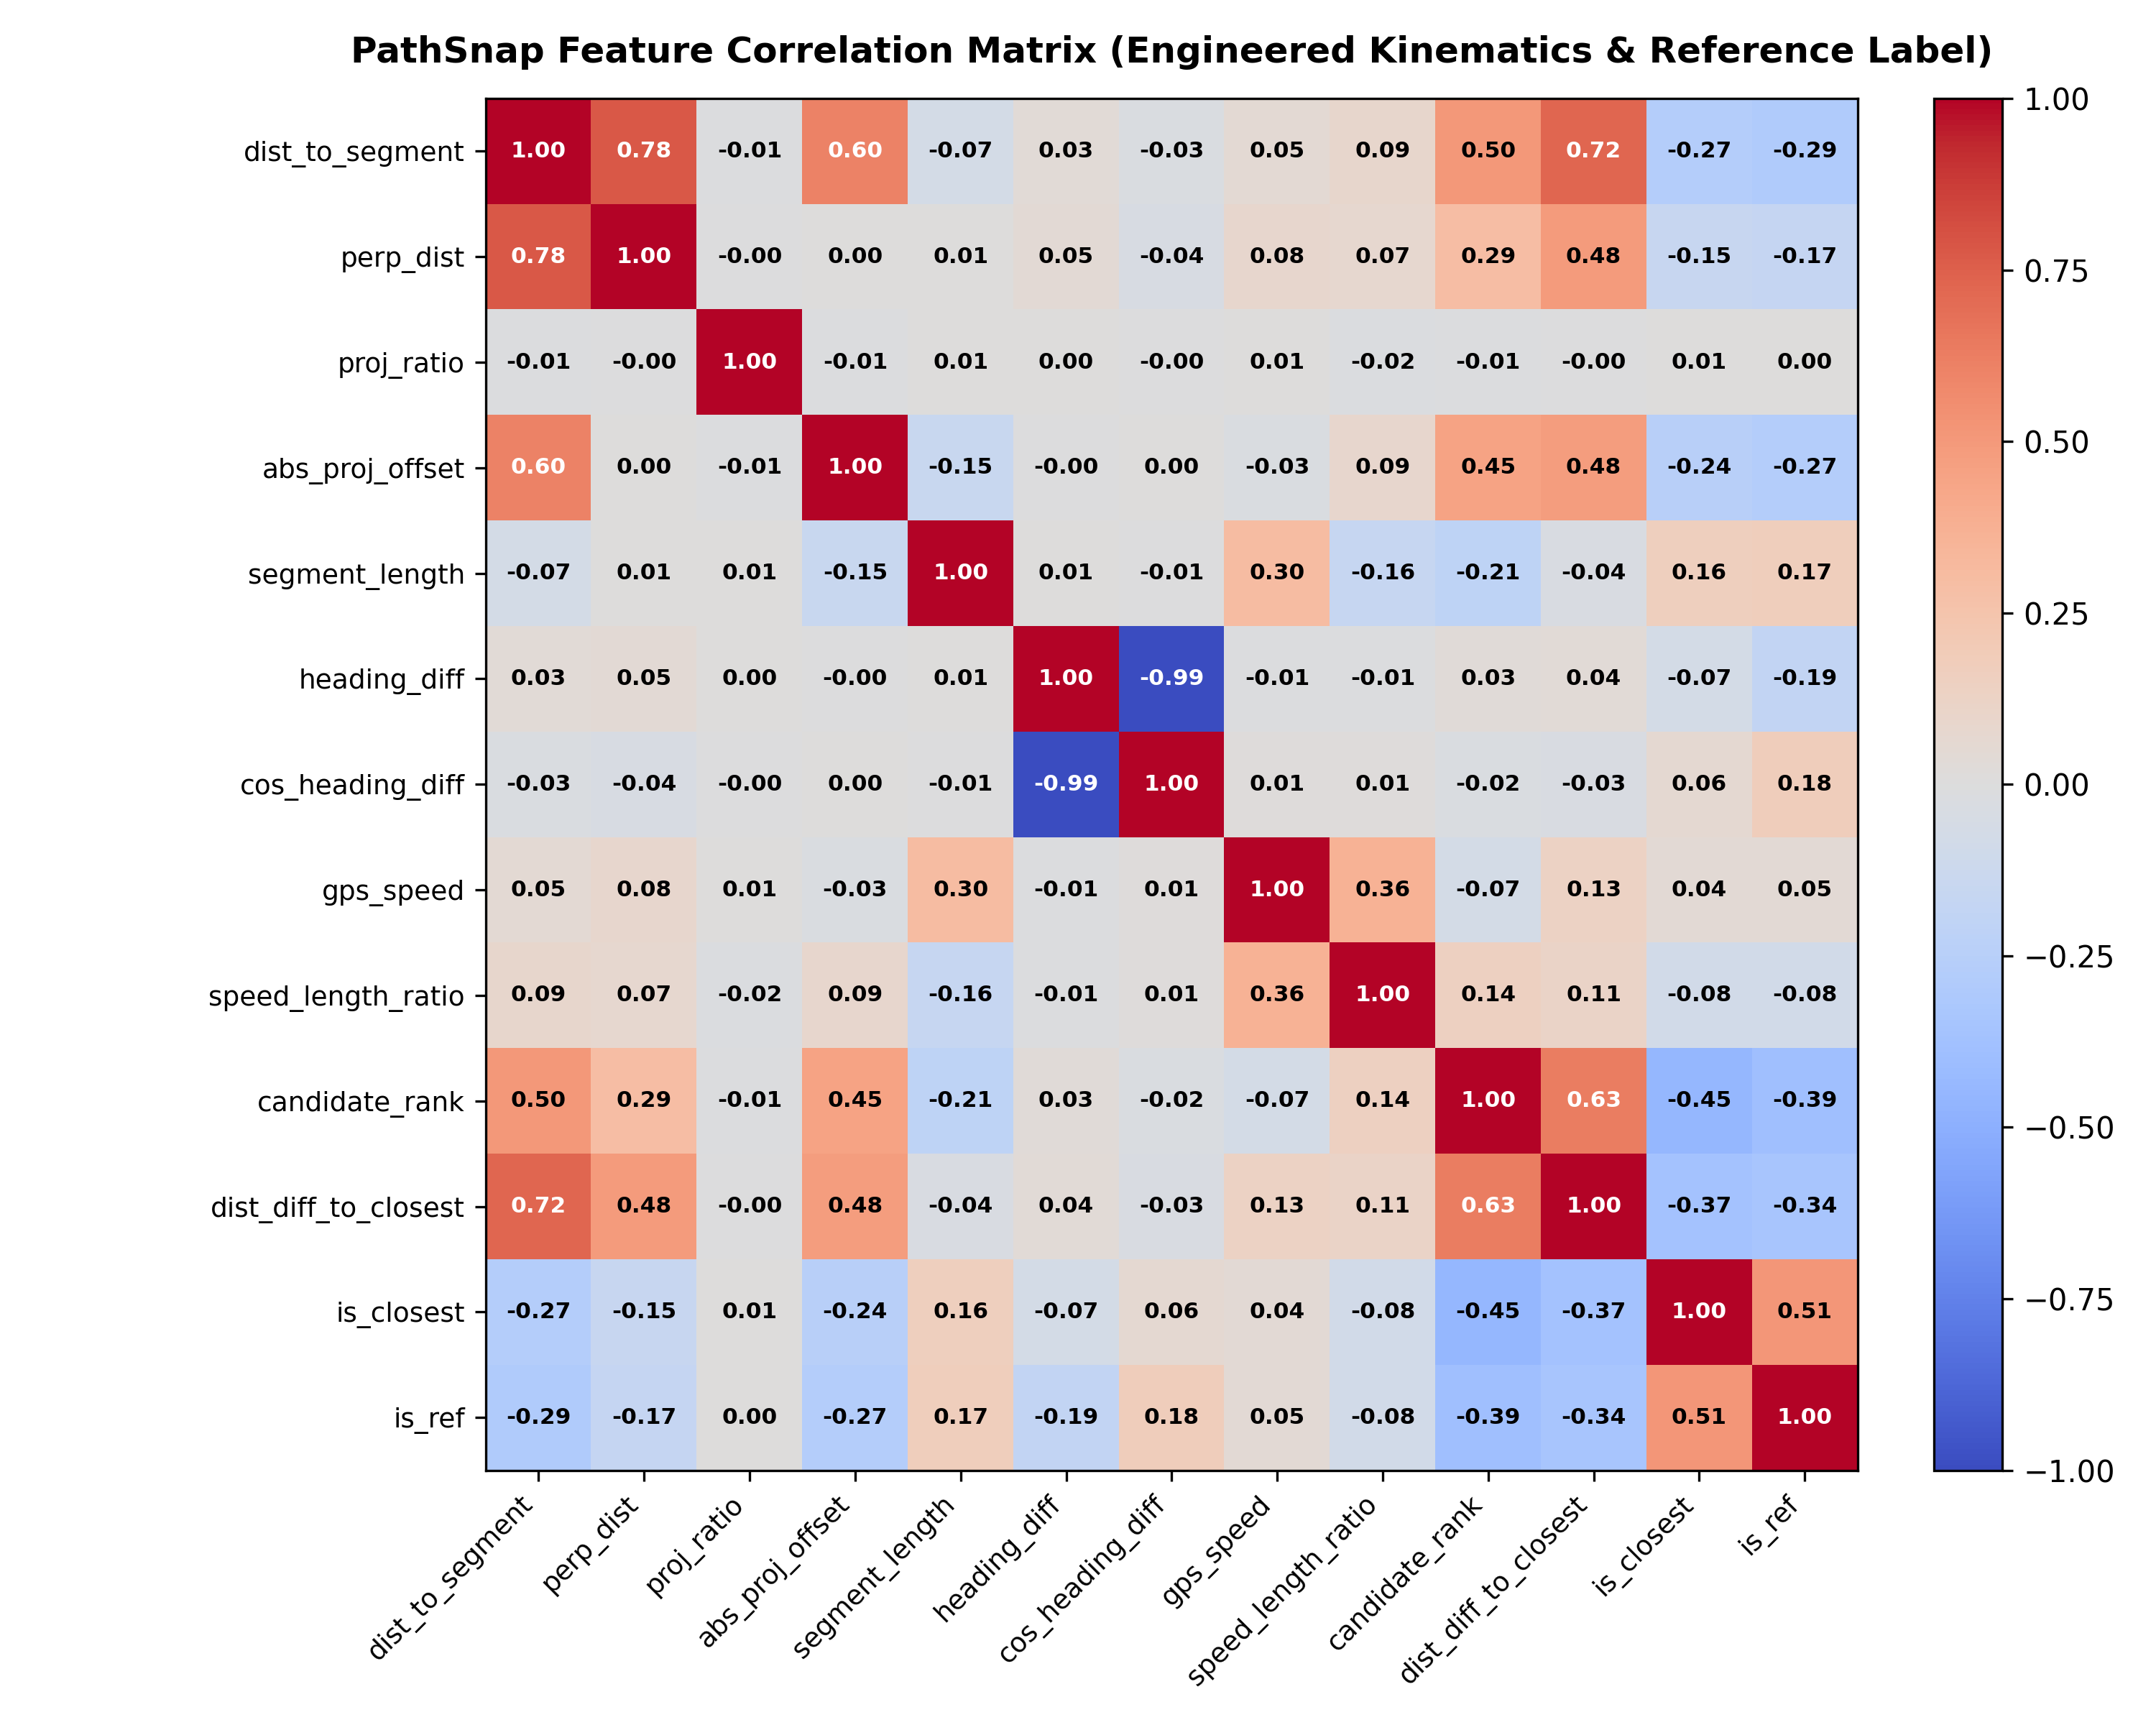 PathSnap Feature Correlation Matrix (Engineered Kinematics & Reference Label)
dist_to_segment 1.00 0.78 -0.01 0.60 -0.07 0.03 -0.03 0.05 0.09 0.50 0.72 -0.27 -0.29
perp_dist 0.78 1.00 -0.00 0.00 0.01 0.05 -0.04 0.08 0.07 0.29 0.48 -0.15 -0.17
proj_ratio -0.01 -0.00 1.00 -0.01 0.01 0.00 -0.00 0.01 -0.02 -0.01 -0.00 0.01 0.00
abs_proj_offset 0.60 0.00 -0.01 1.00 -0.15 -0.00 0.00 -0.03 0.09 0.45 0.48 -0.24 -0.27
segment_length -0.07 0.01 0.01 -0.15 1.00 0.01 -0.01 0.30 -0.16 -0.21 -0.04 0.16 0.17
heading_diff 0.03 0.05 0.00 -0.00 0.01 1.00 -0.99 -0.01 -0.01 0.03 0.04 -0.07 -0.19
cos_heading_diff -0.03 -0.04 -0.00 0.00 -0.01 -0.99 1.00 0.01 0.01 -0.02 -0.03 0.06 0.18
gps_speed 0.05 0.08 0.01 -0.03 0.30 -0.01 0.01 1.00 0.36 -0.07 0.13 0.04 0.05
speed_length_ratio 0.09 0.07 -0.02 0.09 -0.16 -0.01 0.01 0.36 1.00 0.14 0.11 -0.08 -0.08
candidate_rank 0.50 0.29 -0.01 0.45 -0.21 0.03 -0.02 -0.07 0.14 1.00 0.63 -0.45 -0.39
dist_diff_to_closest 0.72 0.48 -0.00 0.48 -0.04 0.04 -0.03 0.13 0.11 0.63 1.00 -0.37 -0.34
is_closest -0.27 -0.15 0.01 -0.24 0.16 -0.07 0.06 0.04 -0.08 -0.45 -0.37 1.00 0.51
is_ref -0.29 -0.17 0.00 -0.27 0.17 -0.19 0.18 0.05 -0.08 -0.39 -0.34 0.51 1.00
dist_to_segment
perp_dist
proj_ratio
abs_proj_offset
segment_length
heading_diff
cos_heading_diff
gps_speed
speed_length_ratio
candidate_rank
dist_diff_to_closest
is_closest
is_ref
1.00
0.75
0.50
0.25
0.00
−0.25
−0.50
−0.75
−1.00